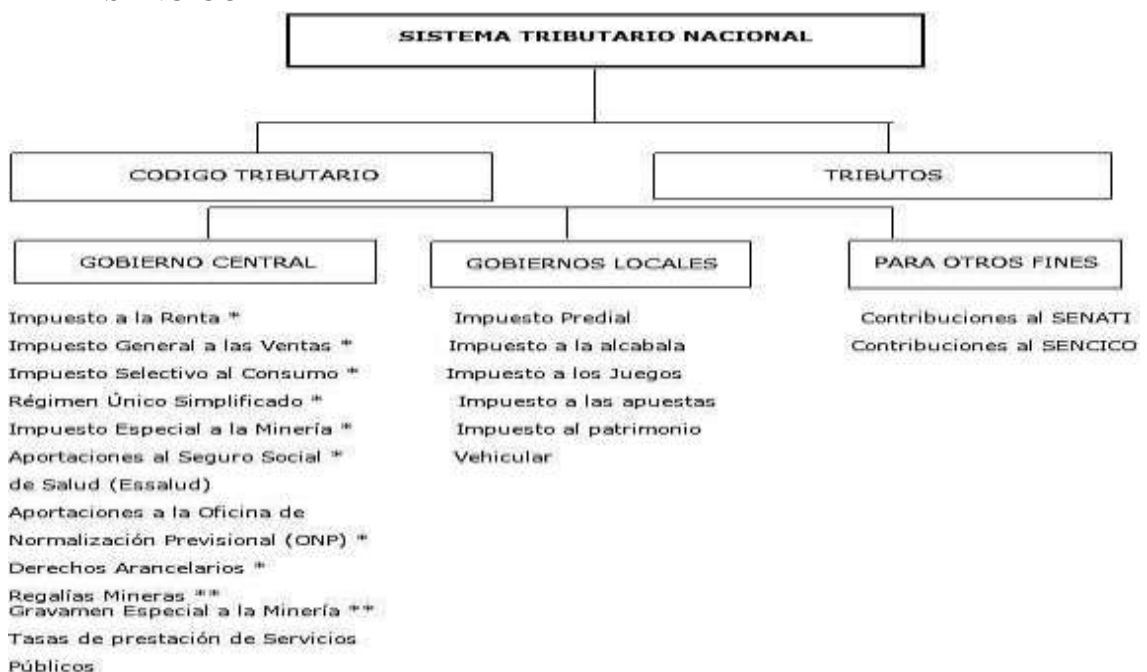 SISTEMA TRIBUTARIO NACIONAL
CODIGO TRIBUTARIO
TRIBUTOS
GOBIERNO CENTRAL
GOBIERNOS LOCALES
PARA OTROS FINES
Impuesto a la Renta *
Impuesto General a las Ventas *
Impuesto Selectivo al Consumo *
Régimen Único Simplificado *
Impuesto Especial a la Minería *
Aportaciones al Seguro Social *
de Salud (Essalud)
Aportaciones a la Oficina de
Normalización Previsional (ONP) *
Derechos Arancelarios *
Regalías Mineras **
Gravamen Especial a la Minería **
Tasas de prestación de Servicios
Públicos
Impuesto Predial
Impuesto a la alcabala
Impuesto a los Juegos
Impuesto a las apuestas
Impuesto al patrimonio
Vehicular
Contribuciones al SENATI
Contribuciones al SENCICO